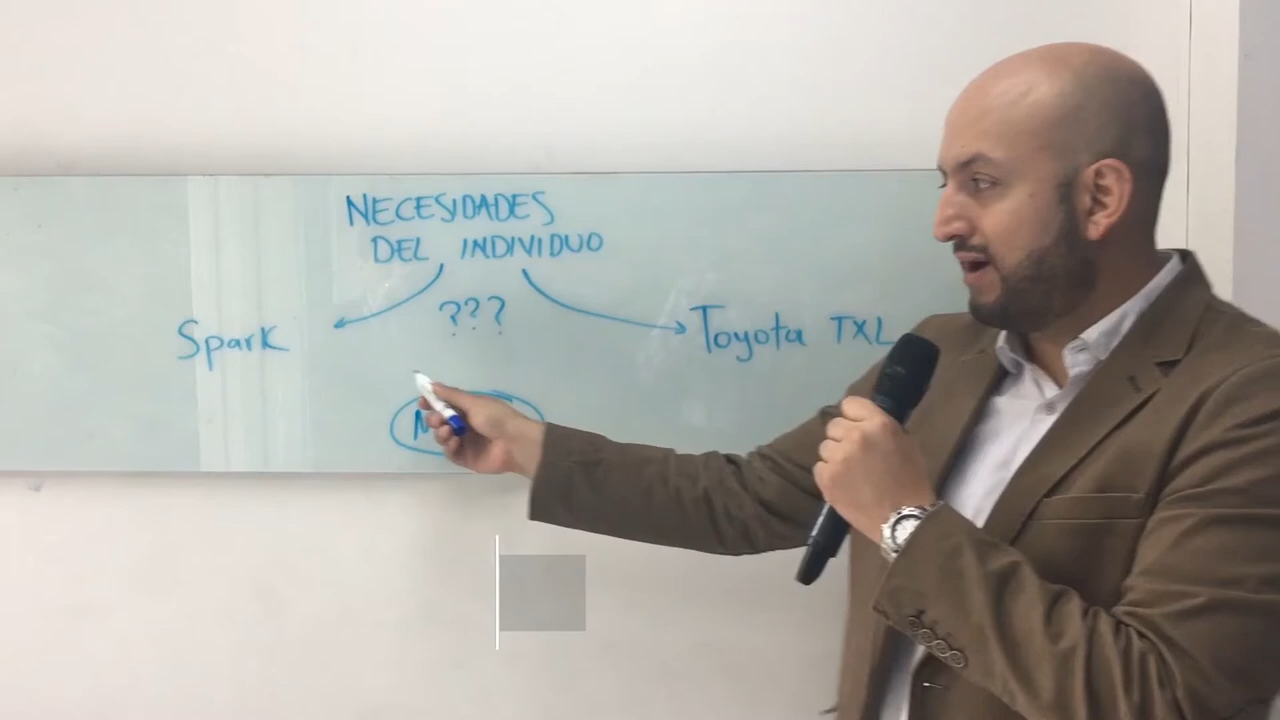 NECESIDADES
DEL INDIVIDUO
???
Spark
Toyota TXL